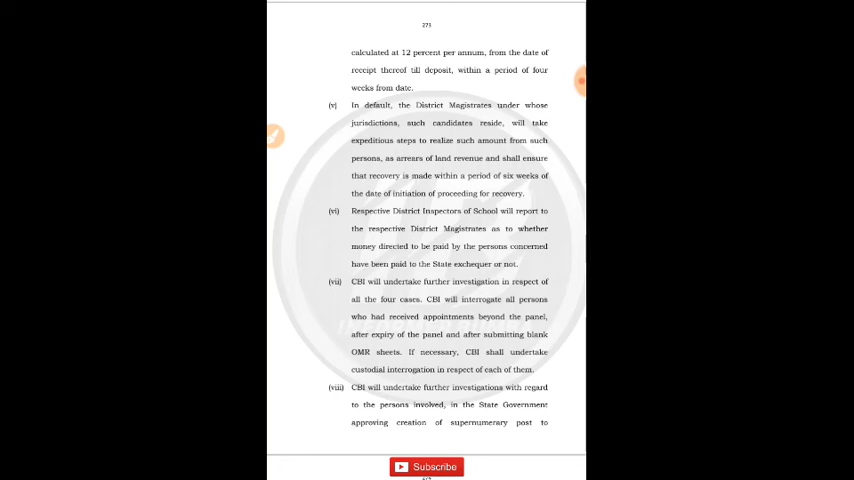 273
calculated at 12 percent per annum, from the date of
receipt thereof till deposit, within a period of four
weeks from date.
(v) In default, the District Magistrates under whose
jurisdictions, such candidates reside, will take
expeditious steps to realize such amount from such
persons, as arrears of land revenue and shall ensure
that recovery is made within a period of six weeks of
the date of initiation of proceeding for recovery.
(vi) Respective District Inspectors of School will report to
the respective District Magistrates as to whether
money directed to be paid by the persons concerned
have been paid to the State exchequer or not.
(vii) CBI will undertake further investigation in respect of
all the four cases. CBI will interrogate all persons
who had received appointments beyond the panel,
after expiry of the panel and after submitting blank
OMR sheets. If necessary, CBI shall undertake
custodial interrogation in respect of each of them.
(viii) CBI will undertake further investigations with regard
to the persons involved, in the State Government
approving creation of supernumerary post to
Subscribe